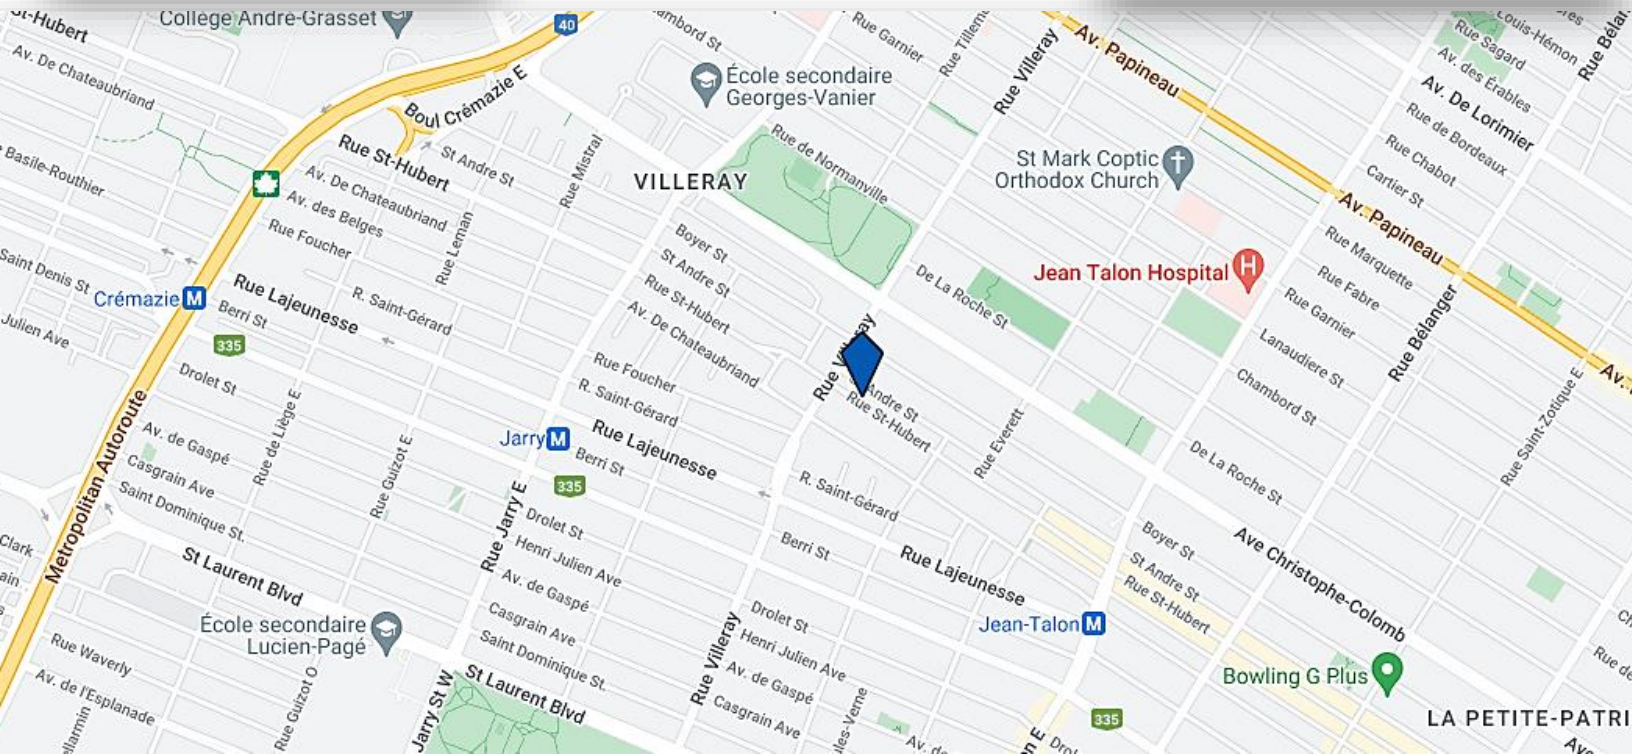 St-Hubert
Collège André-Grasset
40
Rue Garnier
Rue Villeray
Av. Papineau
Rue Sagard
Av. des Érables
Louis-Hémon
Av. De Chateaubriand
Boul Crémazie E
École secondaire
Georges-Vanier
Av. De Lorimier
Rue de Bordeaux
Rue Chabot
Cartier St
Basile-Routhier
Rue St-Hubert
St Andre St
Rue Mistral
VILLERAY
Rue de Normanville
St Mark Coptic
Orthodox Church
Av. Papineau
Av. De Chateaubriand
Av. des Belges
Rue Foucher
Rue Leman
Boyer St
St Andre St
Rue St-Hubert
Av. De Chateaubriand
De La Roche St
Jean Talon Hospital
H
Rue Marquette
Rue Fabre
Rue Garnier
Rue Bélanger
Saint Denis St
Crémazie
M
Rue Lajeunesse
Berri St
R. Saint-Gérard
Julien Ave
335
Lanaudiere St
Chambord St
Av.
Drolet St
Rue Foucher
R. Saint-Gérard
Rue Villeray
Andre St
Rue St-Hubert
Rue Everett
Rue Saint-Zotique E
Metropolitan Autoroute
Rue de Liège E
Av. de Gaspé
Casgrain Ave
Saint Dominique St.
Rue Guizot E
Jarry
M
Rue Lajeunesse
Berri St
335
R. Saint-Gérard
De La Roche St
Clark
St Laurent Blvd
Rue Jarry E
Drolet St
Henri Julien Ave
Av. de Gaspé
Casgrain Ave
Saint Dominique St.
Berri St
Rue Lajeunesse
Boyer St
St Andre St
Rue St-Hubert
Ave Christophe-Colomb
École secondaire
Lucien-Pagé
Jean-Talon
M
Rue Waverly
Av. de l'Esplanade
Rue Guizot O
Jarry St W
St Laurent Blvd
Rue Villeray
Drolet St
Henri Julien Ave
Av. de Gaspé
Casgrain Ave
335
Bowling G Plus
LA PETITE-PATRI